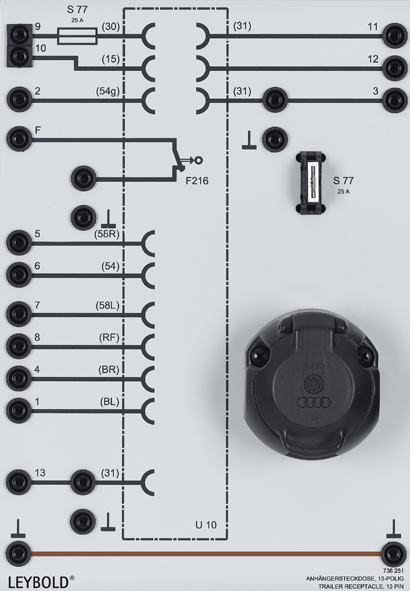 S 77
25 A
9 (30) (31) 11
10 (15) 12
2 (54g) (31) 3
F
F216
S 77
25 A
5 (58R)
6 (54)
7 (58L)
8 (RF)
4 (BR)
1 (BL)
13 (31)
U 10
736 251
LEYBOLD®
ANHÄNGERSTECKDOSE, 13-POLIG
TRAILER RECEPTACLE, 13 PIN